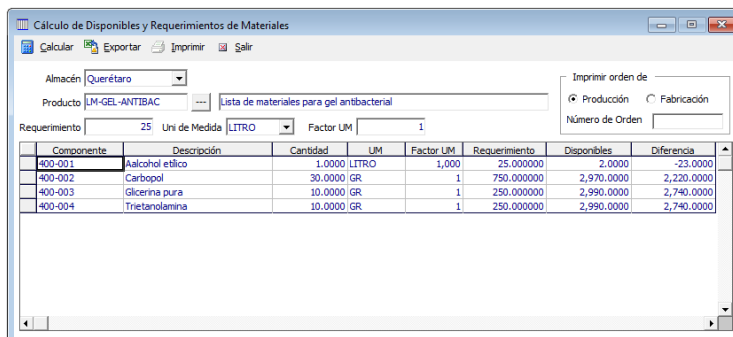 Cálculo de Disponibles y Requerimientos de Materiales
Calcular Exportar Imprimir Salir
Almacén Querétaro
Producto LM-GEL-ANTIBAC --- Lista de materiales para gel antibacterial
Requerimiento 25 Uni de Medida LITRO Factor UM 1
Imprimir orden de
Producción Fabricación
Número de Orden
Componente Descripción Cantidad UM Factor UM Requerimiento Disponibles Diferencia
400-001 Aalcohol etílico 1.0000 LITRO 1,000 25.000000 2.0000 -23.0000
400-002 Carbopol 30.0000 GR 1 750.000000 2,970.0000 2,220.0000
400-003 Glicerina pura 10.0000 GR 1 250.000000 2,990.0000 2,740.0000
400-004 Trietanolamina 10.0000 GR 1 250.000000 2,990.0000 2,740.0000